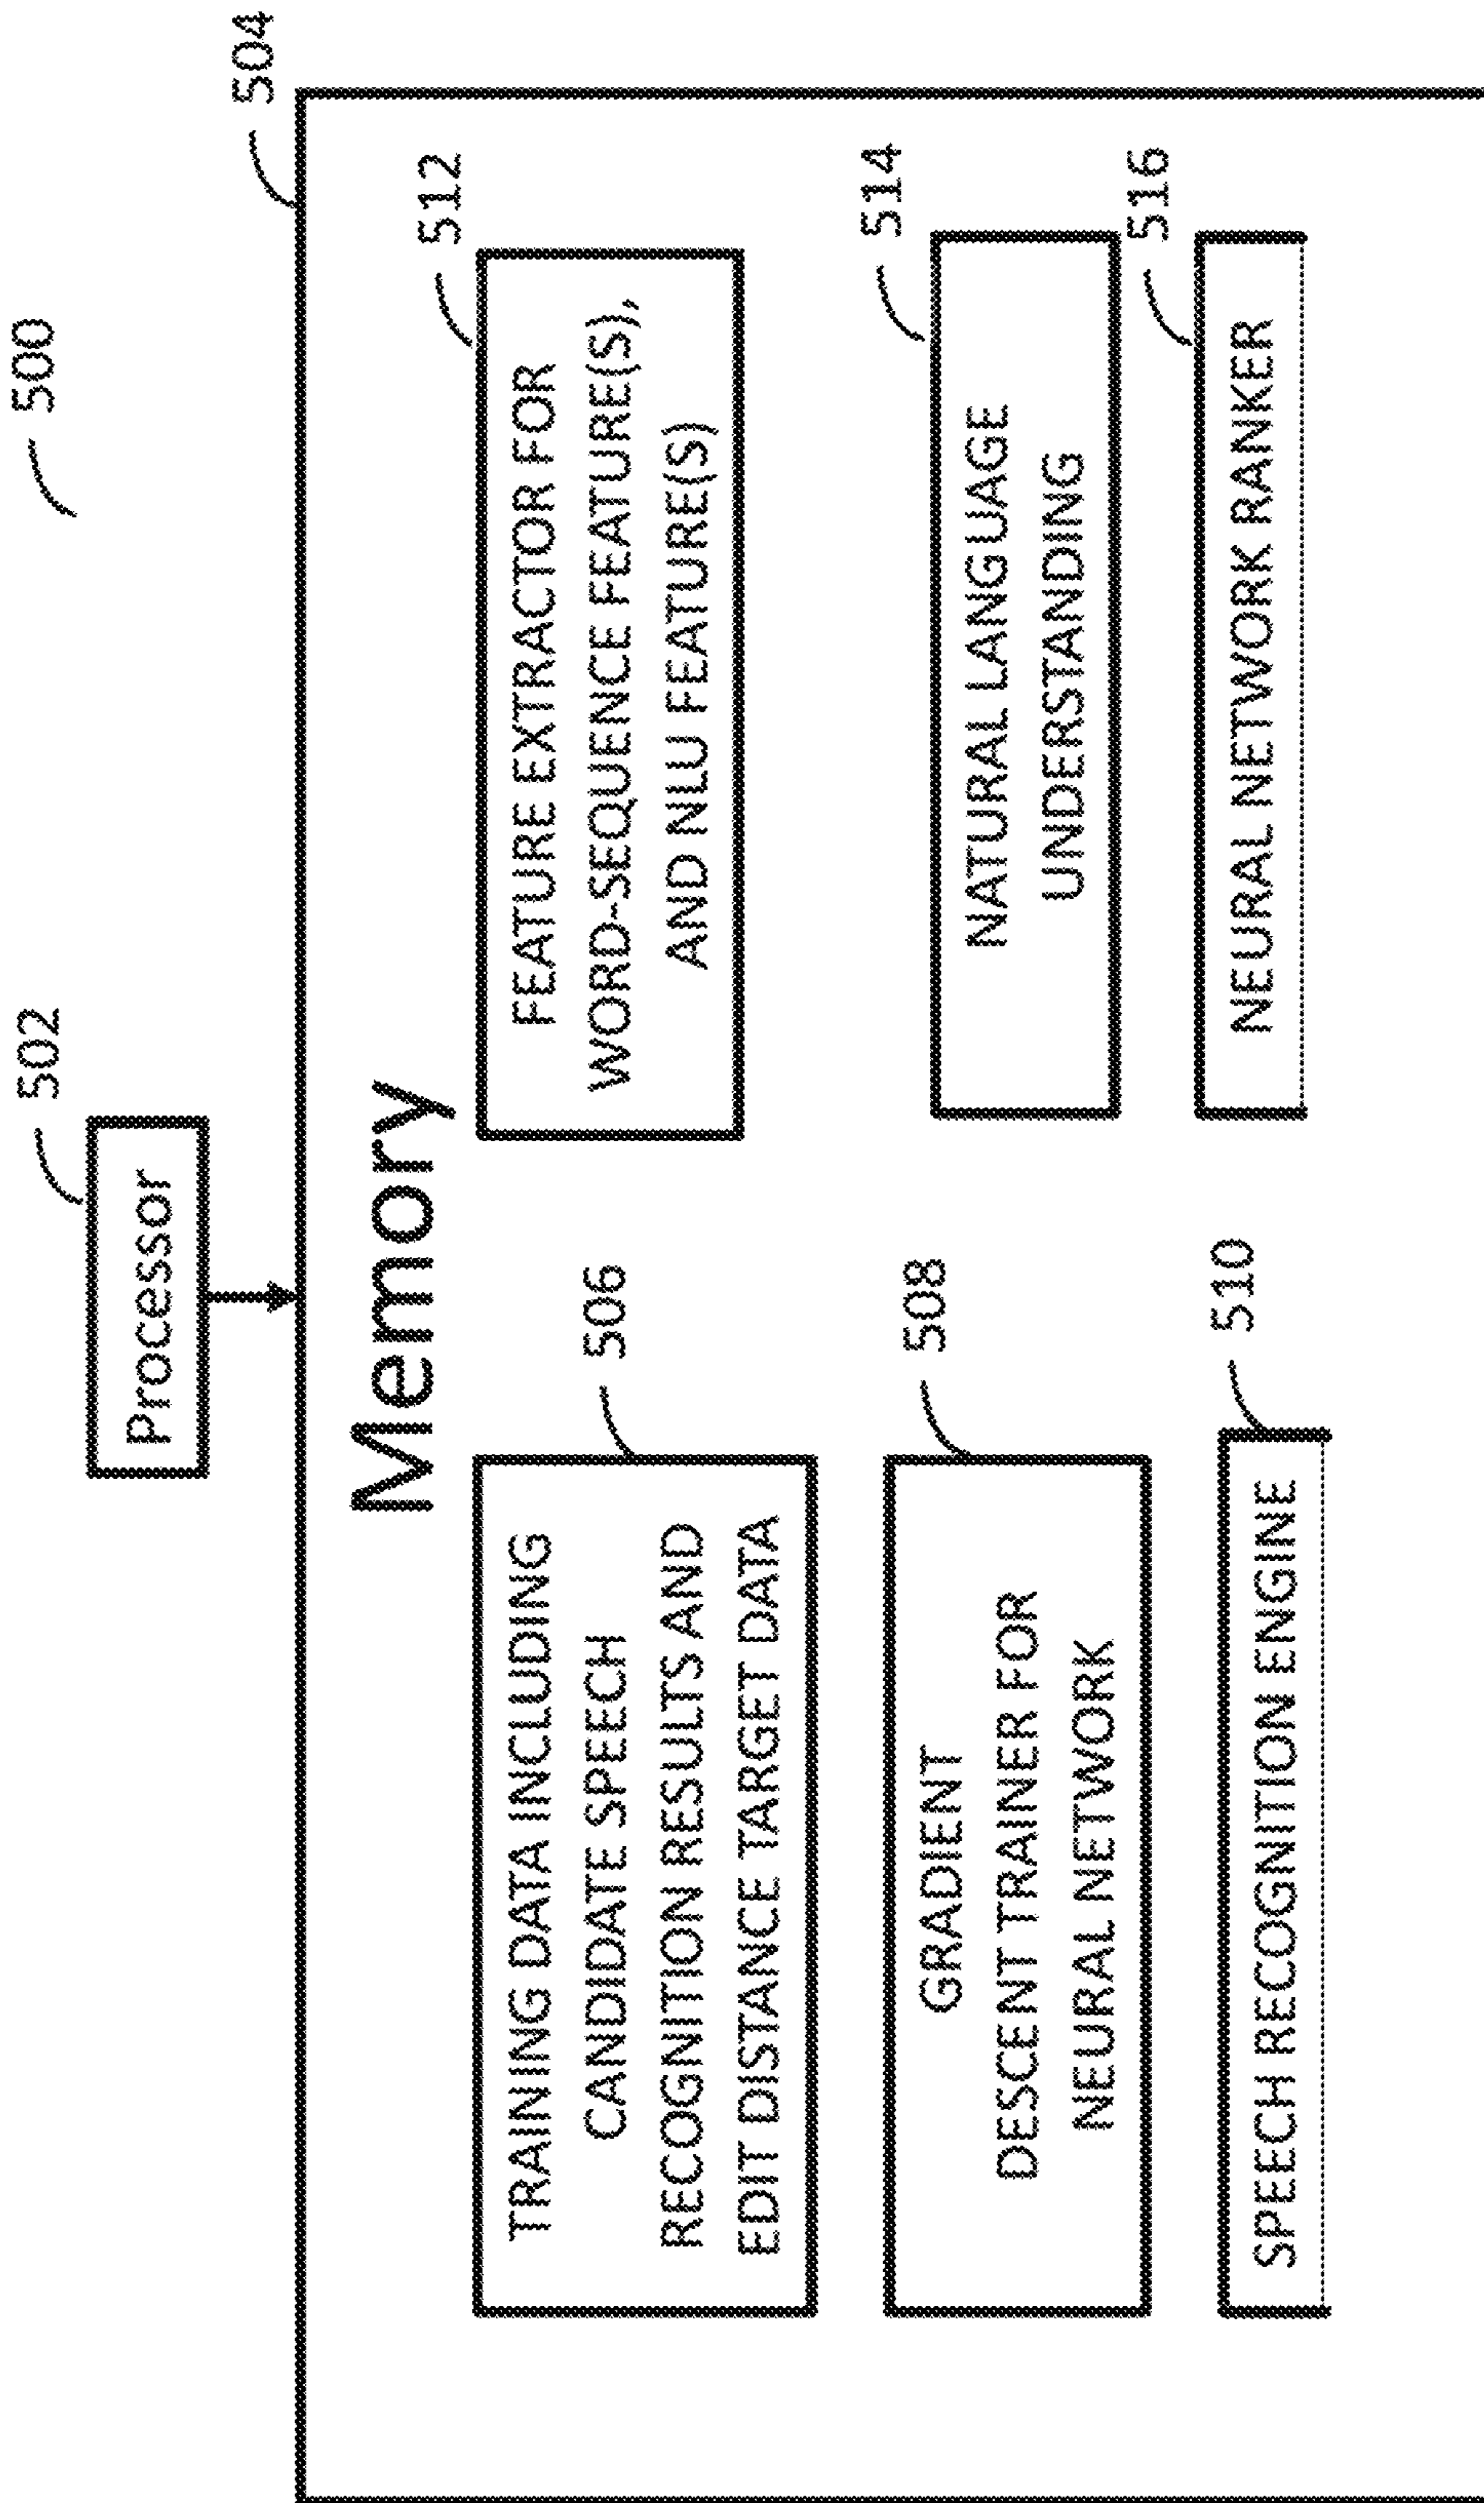 500
502
Processor
504
Memory
506
TRAINING DATA INCLUDING
CANDIDATE SPEECH
RECOGNITION RESULTS AND
EDIT DISTANCE TARGET DATA
508
GRADIENT
DESCENT TRAINER FOR
NEURAL NETWORK
510
SPEECH RECOGNITION ENGINE
512
FEATURE EXTRACTOR FOR
WORD-SEQUENCE FEATURE(S),
AND NLU FEATURE(S)
514
NATURAL LANGUAGE
UNDERSTANDING
516
NEURAL NETWORK RANKER